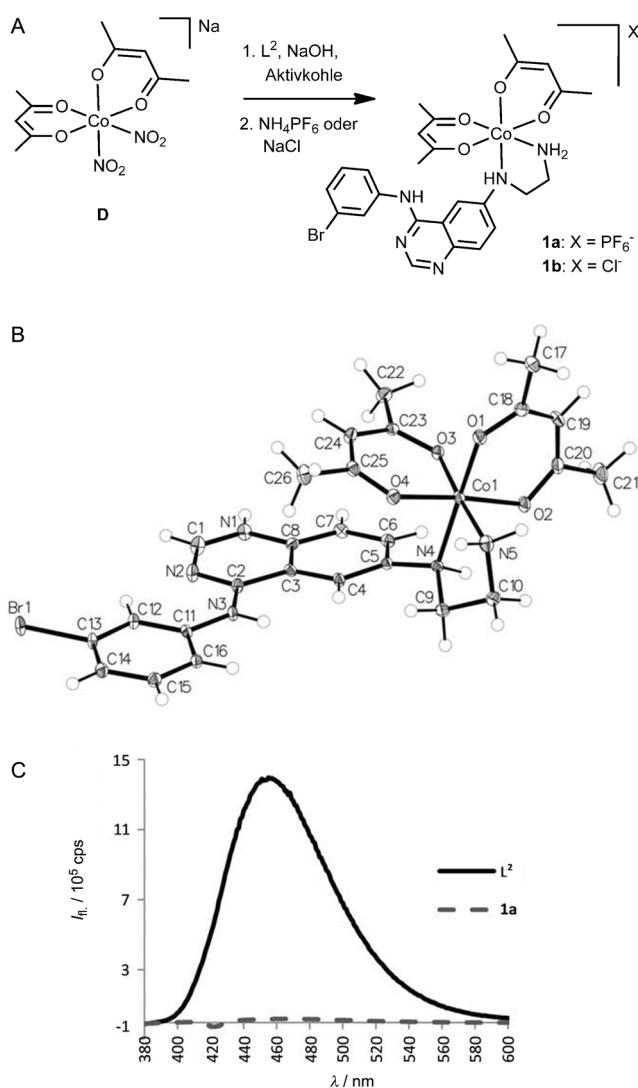 A
Na
X
1. L², NaOH,
Aktivkohle
2. NH₄PF₆ oder
NaCl
O
O
O
O
Co
NO₂
NO₂
D
O
O
O
O
Co
NH₂
HN
NH
Br
N
N
1a: X = PF₆⁻
1b: X = Cl⁻
B
C17
C22
C18
O1
C19
C23
O3
C24
C20
C25
C26
O4
Co1
C21
O2
C7
C6
N1
C1
C8
N4
N5
C5
N2
C2
C3
C4
C10
C9
Br1
C12
N3
C13
C11
C14
C16
C15
C
15
11
7
3
-1
I fl. / 10⁵ cps
L²
1a
380
400
420
440
460
480
500
520
540
560
580
600
λ / nm